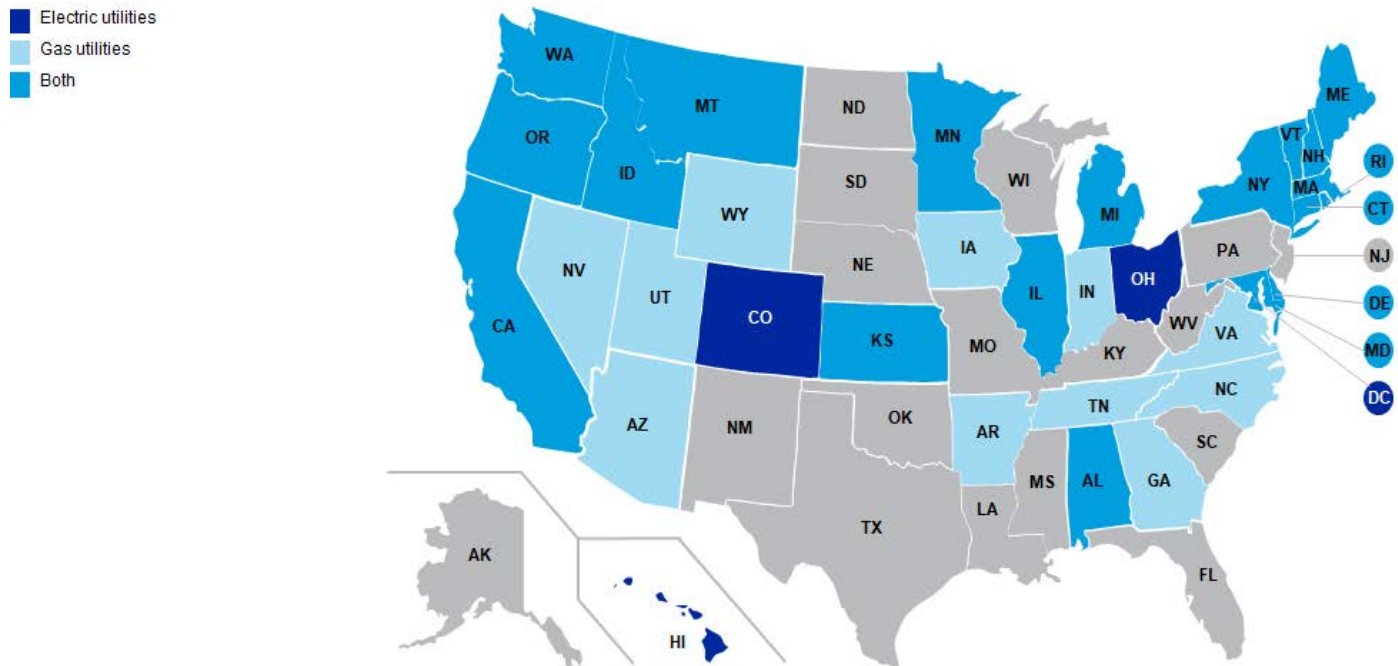 Electric utilities
Gas utilities
Both
WA
MT
ND
MN
ME
OR
ID
SD
WI
VT
NH
RI
WY
NY
MA
MI
CT
IA
NE
PA
NJ
NV
UT
IL
IN
OH
DE
CO
CA
KS
MO
WV
VA
KY
MD
NC
DC
TN
AZ
NM
OK
AR
SC
MS
AL
GA
LA
TX
AK
FL
HI